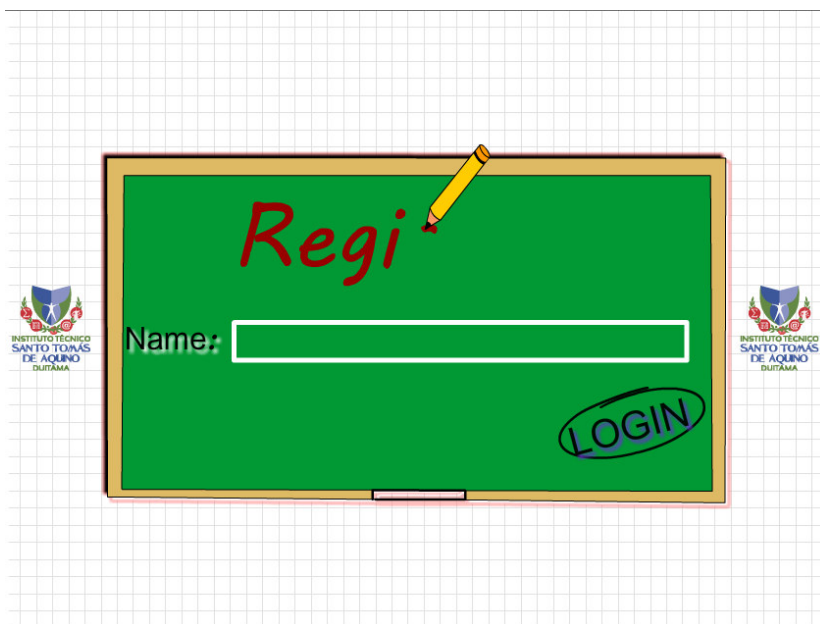 Regi
Name:
LOGIN
INSTITUTO TÉCNICO
SANTO TOMÁS
DE AQUINO
DUITAMA
INSTITUTO TÉCNICO
SANTO TOMÁS
DE AQUINO
DUITAMA